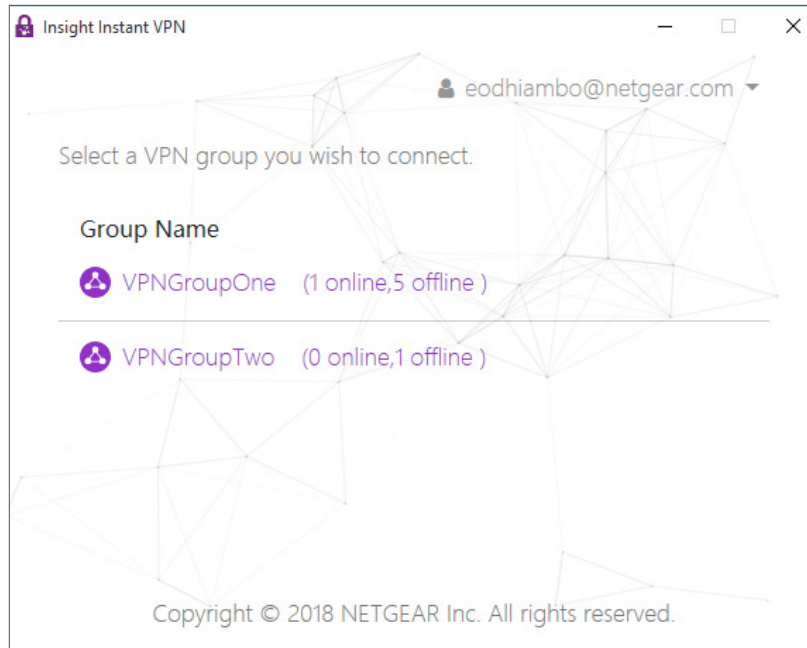 Insight Instant VPN
eodhiambo@netgear.com
Select a VPN group you wish to connect.
Group Name
VPNGroupOne (1 online,5 offline )
VPNGroupTwo (0 online,1 offline )
Copyright © 2018 NETGEAR Inc. All rights reserved.